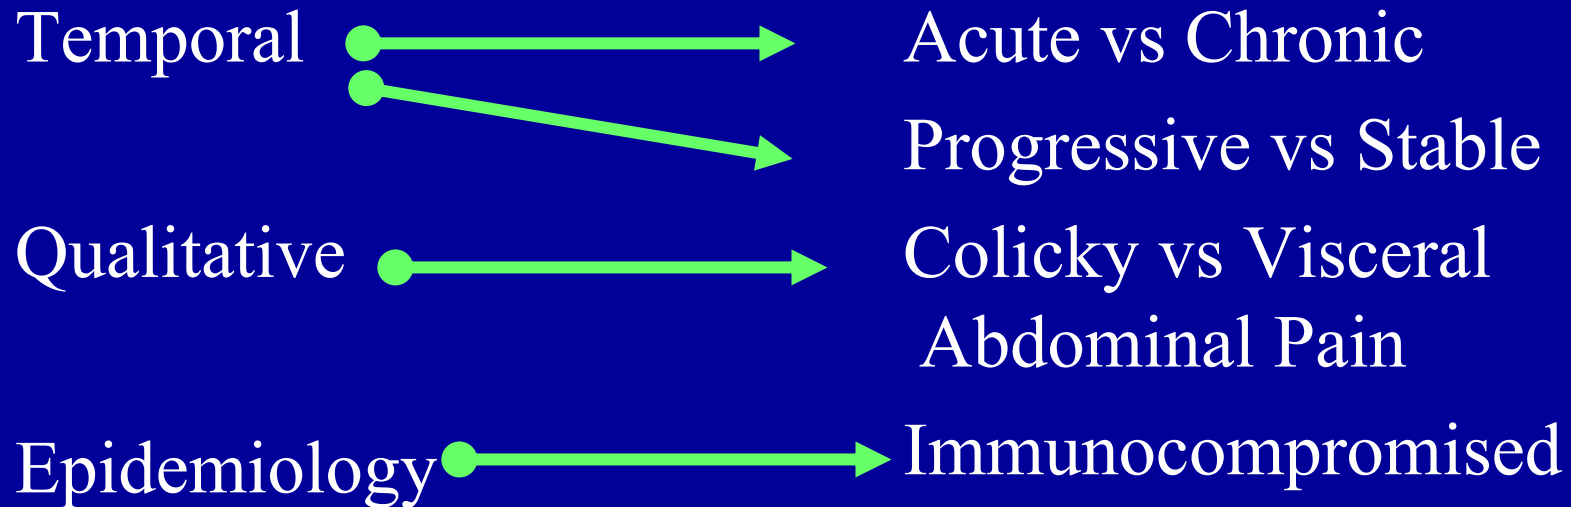 Temporal
Acute vs Chronic
Progressive vs Stable
Qualitative
Colicky vs Visceral
Abdominal Pain
Epidemiology
Immunocompromised